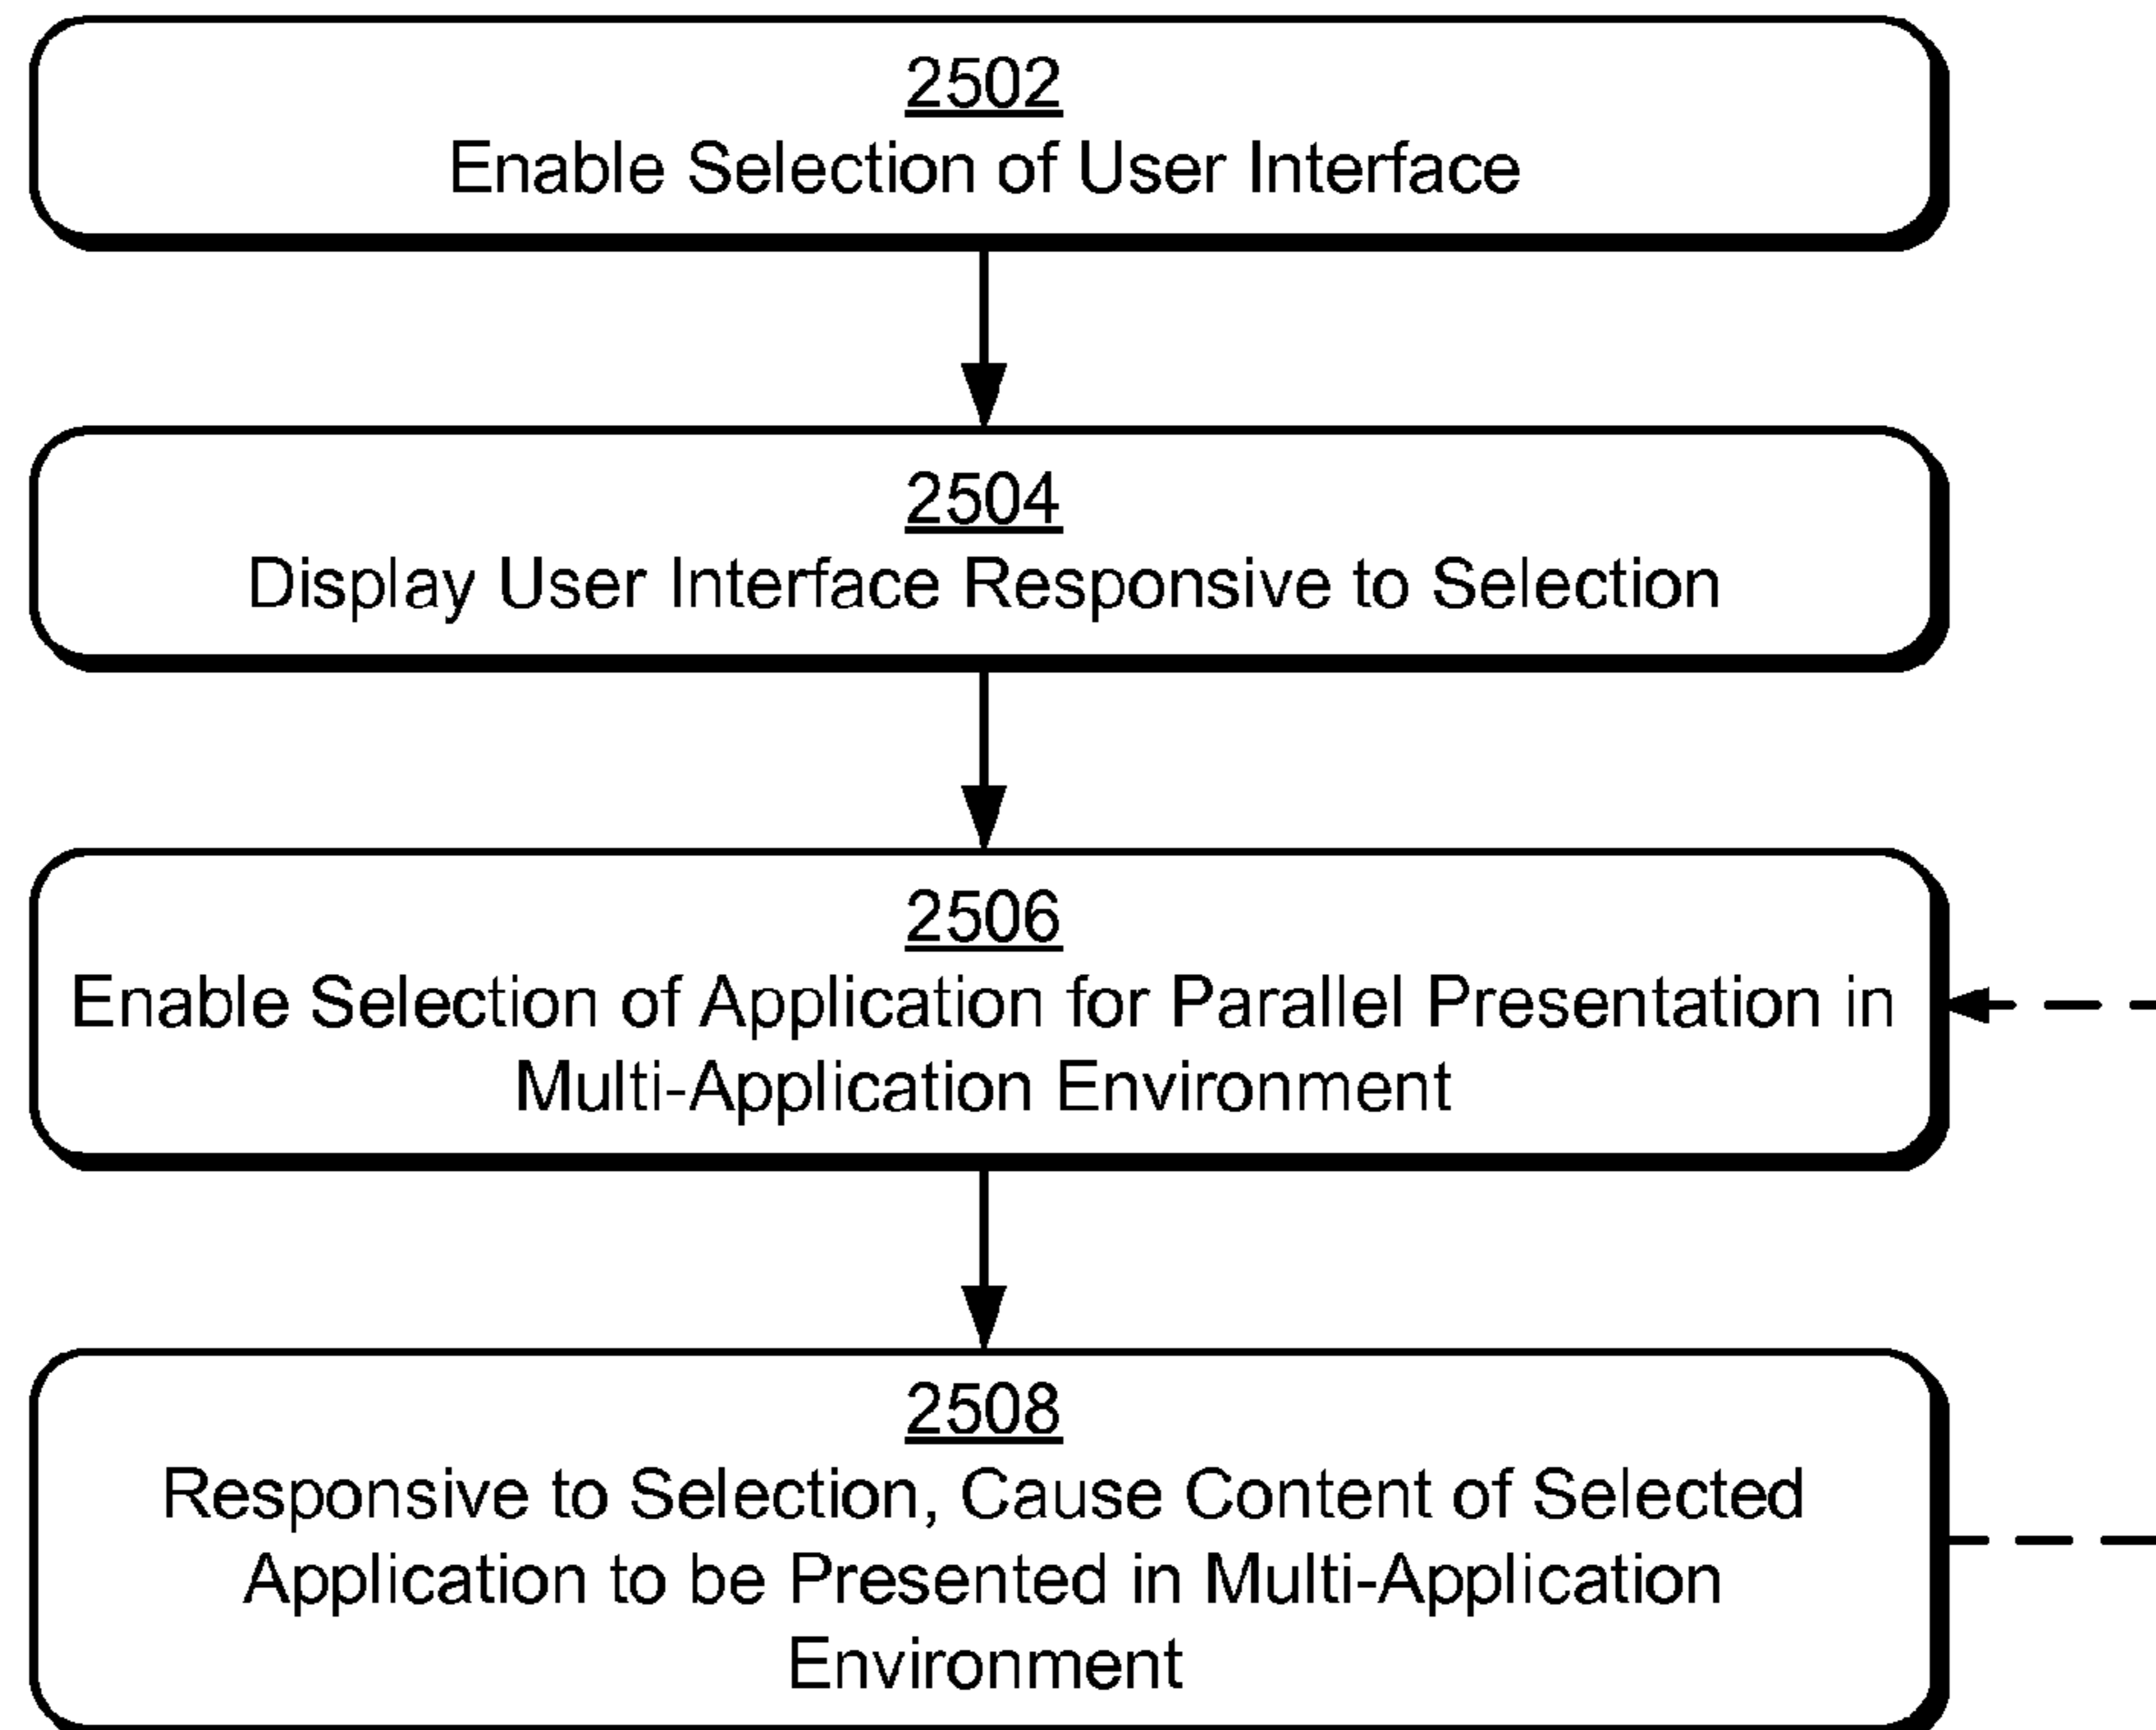 2502
Enable Selection of User Interface
2504
Display User Interface Responsive to Selection
2506
Enable Selection of Application for Parallel Presentation in
Multi-Application Environment
2508
Responsive to Selection, Cause Content of Selected
Application to be Presented in Multi-Application
Environment